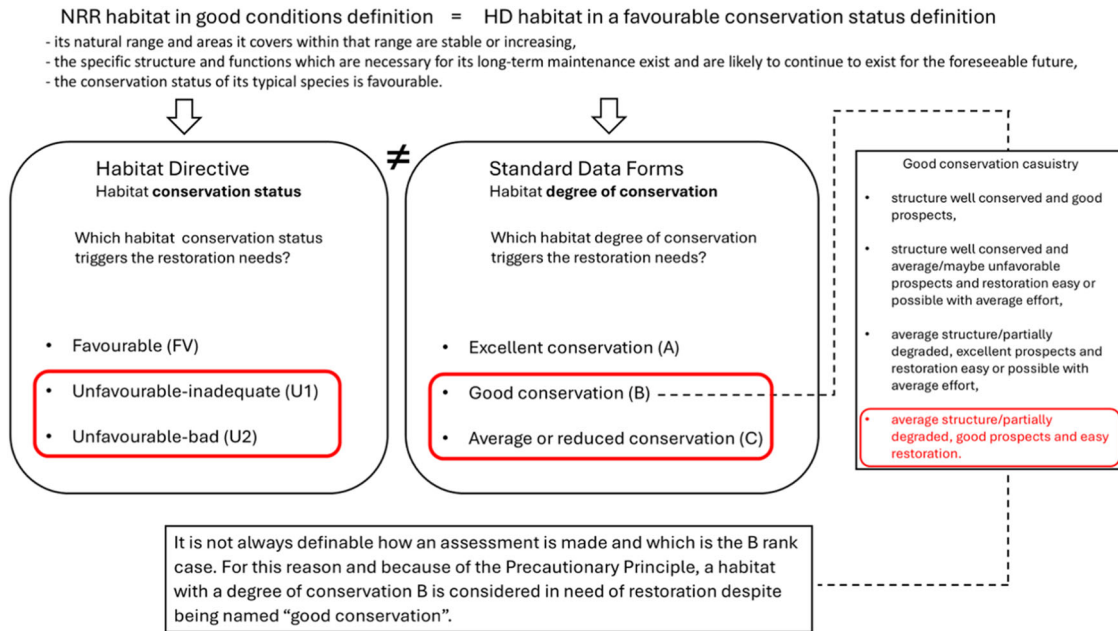 NRR habitat in good conditions definition = HD habitat in a favourable conservation status definition
- its natural range and areas it covers within that range are stable or increasing,
- the specific structure and functions which are necessary for its long-term maintenance exist and are likely to continue to exist for the foreseeable future,
- the conservation status of its typical species is favourable.
Habitat Directive
Habitat conservation status
Which habitat conservation status
triggers the restoration needs?
• Favourable (FV)
• Unfavourable-inadequate (U1)
• Unfavourable-bad (U2)
≠
Standard Data Forms
Habitat degree of conservation
Which habitat degree of conservation
triggers the restoration needs?
• Excellent conservation (A)
• Good conservation (B)
• Average or reduced conservation (C)
Good conservation casuistry
• structure well conserved and good
prospects,
• structure well conserved and
average/maybe unfavorable
prospects and restoration easy or
possible with average effort,
• average structure/partially
degraded, excellent prospects and
restoration easy or possible with
average effort,
• average structure/partially
degraded, good prospects and easy
restoration.
It is not always definable how an assessment is made and which is the B rank
case. For this reason and because of the Precautionary Principle, a habitat
with a degree of conservation B is considered in need of restoration despite
being named “good conservation”.